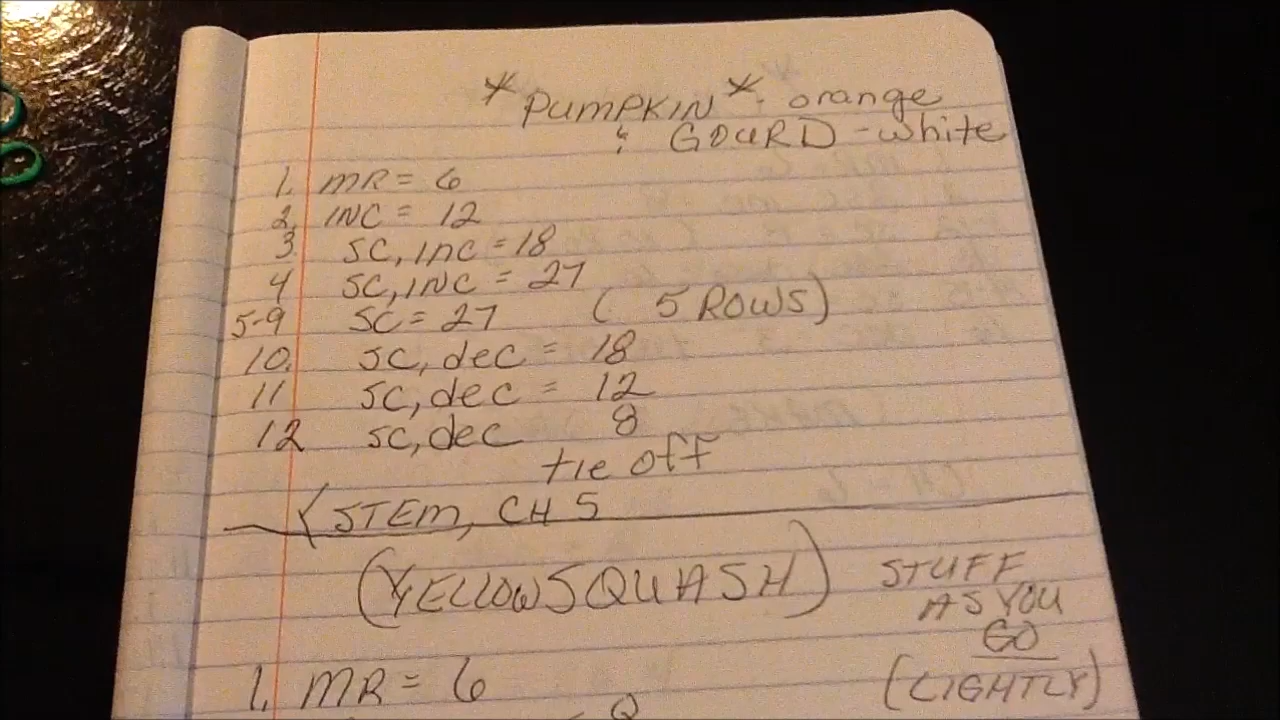 *PUMPKIN* : orange
& GOURD - white
1. MR = 6
2. INC = 12
3. SC, INC = 18
4 SC, INC = 27
5-9 SC = 27 ( 5 ROWS)
10. SC, dec = 18
11 SC, dec = 12
12 SC, dec 8
tie off
(STEM, CH 5
(YELLOW SQUASH)
STUFF
AS YOU
GO
(LIGHTLY)
1, MR = 6